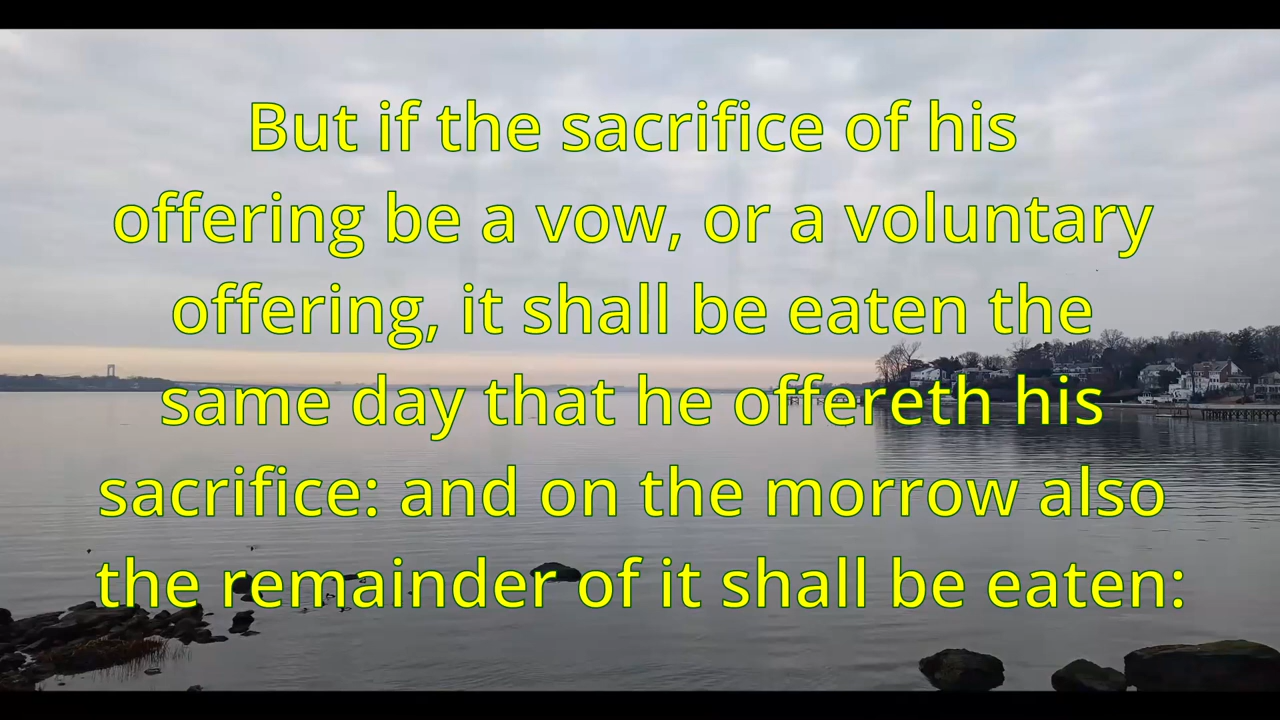 But if the sacrifice of his
offering be a vow, or a voluntary
offering, it shall be eaten the
same day that he offereth his
sacrifice: and on the morrow also
the remainder of it shall be eaten: